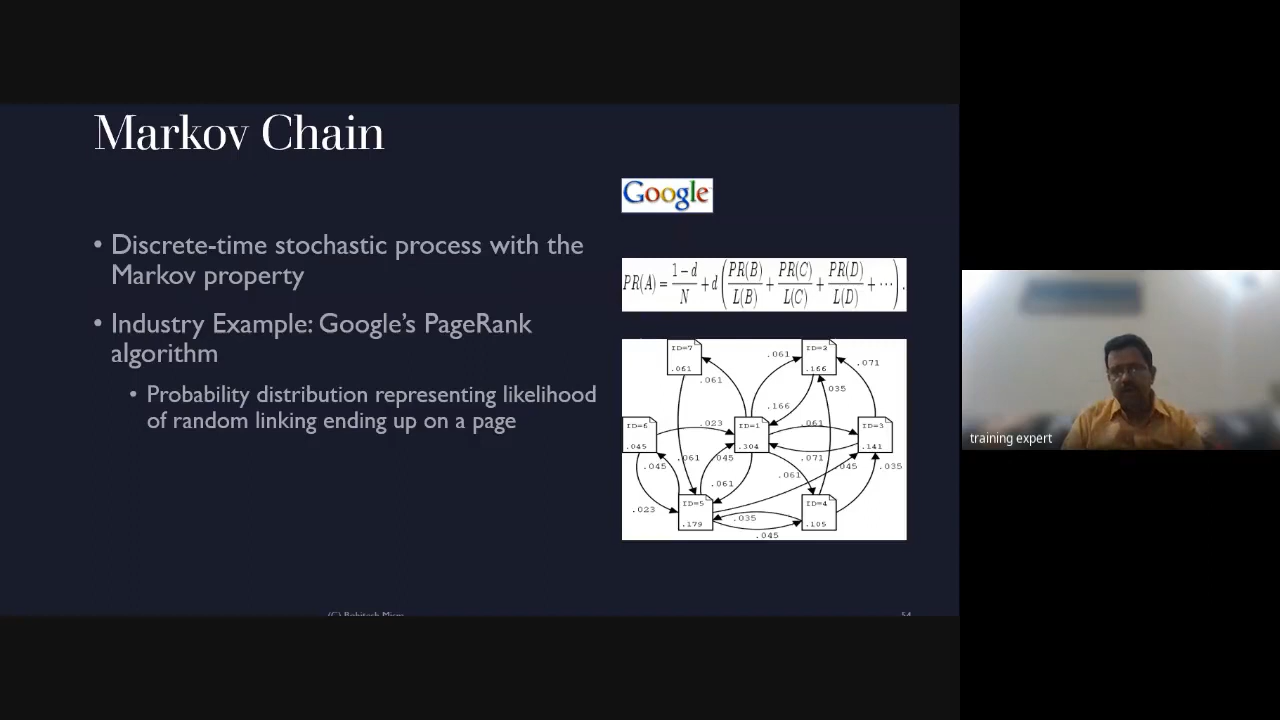 Markov Chain
Google
• Discrete-time stochastic process with the
Markov property
PR(A) = (1 − d)/N + d (PR(B)/L(B) + PR(C)/L(C) + PR(D)/L(D) + ···).
• Industry Example: Google's PageRank
algorithm
• Probability distribution representing likelihood
of random linking ending up on a page
ID=7
.061
ID=2
.166
.061
.071
.061
.035
.166
ID=6
.045
.023
ID=1
.304
.061
ID=3
.141
.061
.045
.071
.045
.045
.035
.061
.061
ID=5
.179
ID=4
.105
.023
.035
.045
training expert
54